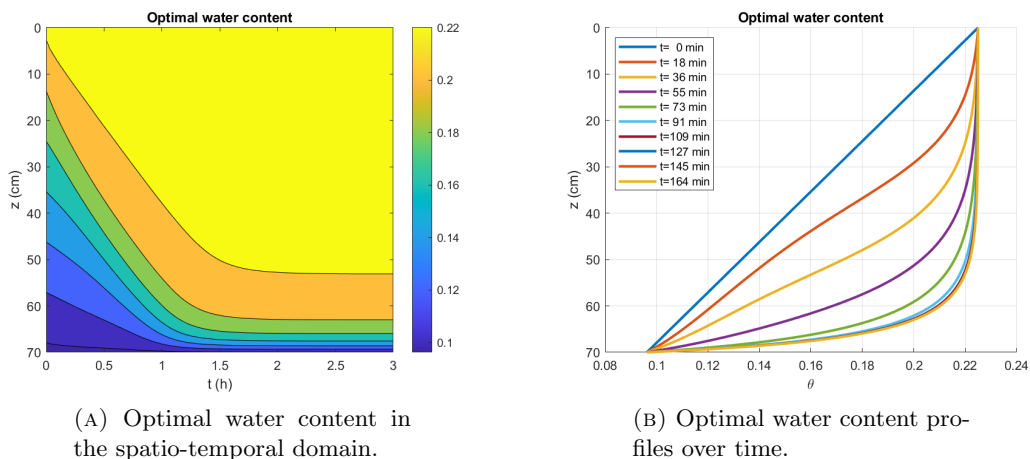 Optimal water content
0
10
20
30
40
50
60
70
z (cm)
0
0.5
1
1.5
2
2.5
3
t (h)
0.22
0.2
0.18
0.16
0.14
0.12
0.1
(A) Optimal water content in
the spatio-temporal domain.
Optimal water content
t=  0 min
t= 18 min
t= 36 min
t= 55 min
t= 73 min
t= 91 min
t=109 min
t=127 min
t=145 min
t=164 min
0
10
20
30
40
50
60
70
z (cm)
0.08
0.1
0.12
0.14
0.16
0.18
0.2
0.22
0.24
θ
(B) Optimal water content pro-
files over time.